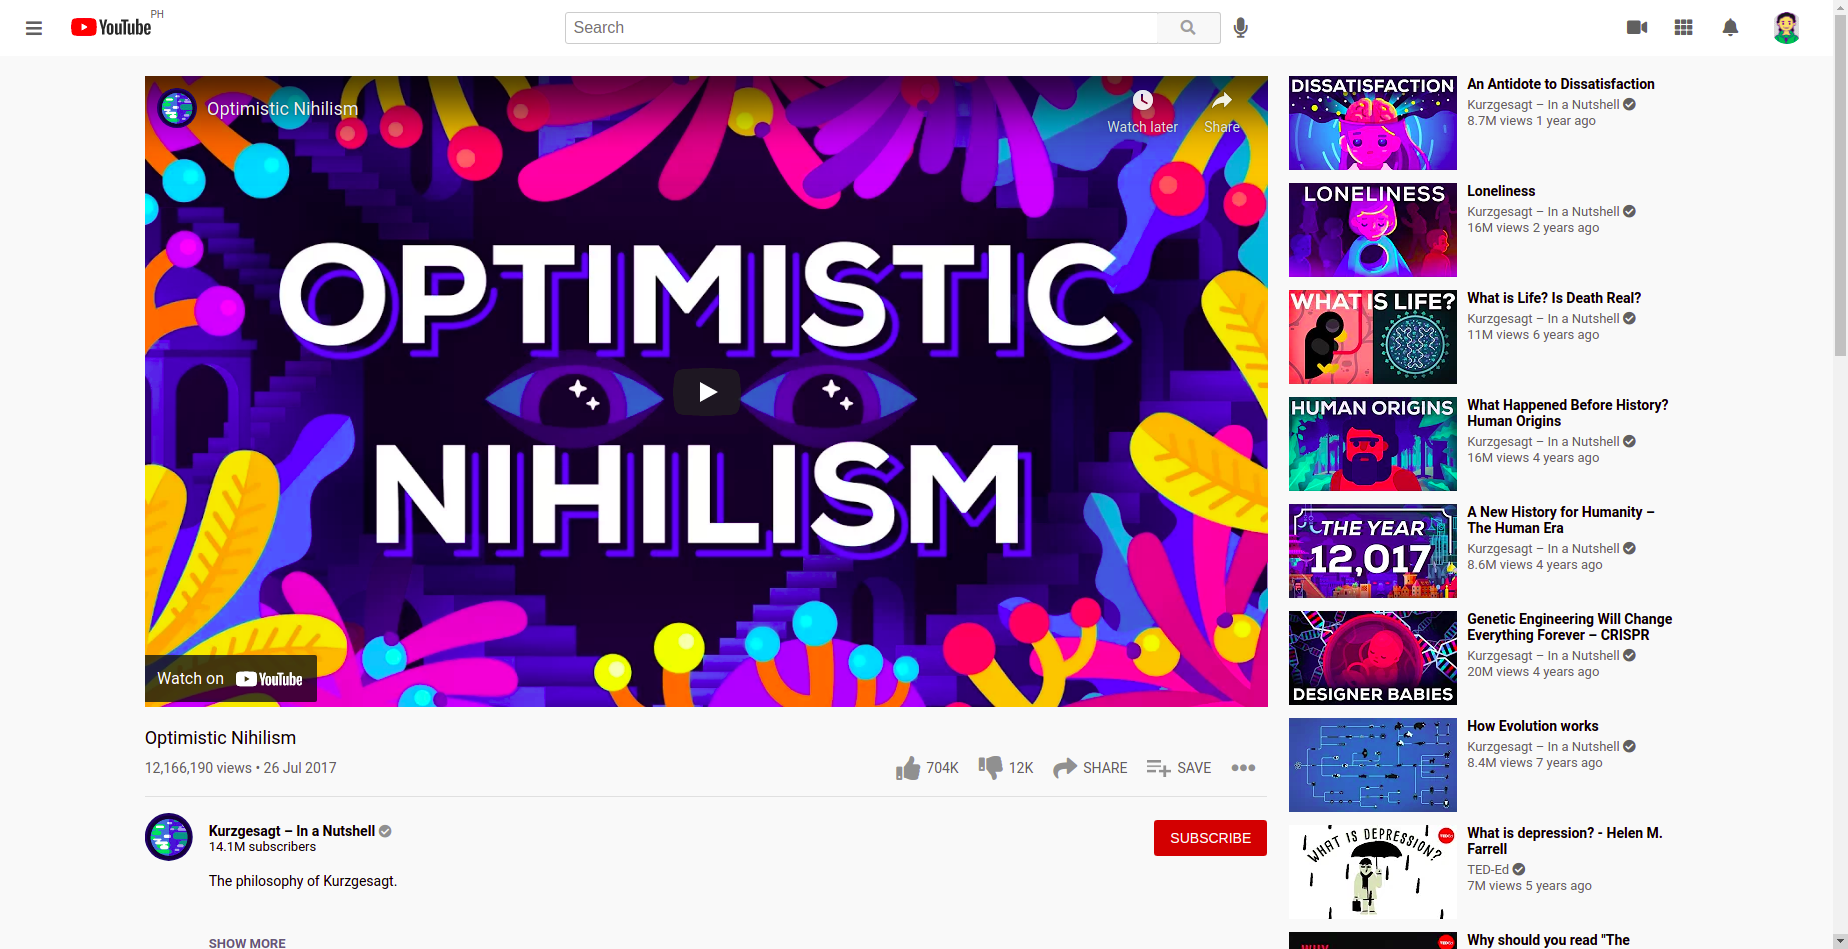 YouTube PH
Search
Optimistic Nihilism
Watch later
Share
OPTIMISTIC
NIHILISM
Watch on YouTube
Optimistic Nihilism
12,166,190 views • 26 Jul 2017
704K
12K
SHARE
SAVE
Kurzgesagt – In a Nutshell
14.1M subscribers
SUBSCRIBE
The philosophy of Kurzgesagt.
SHOW MORE
DISSATISFACTION
An Antidote to Dissatisfaction
Kurzgesagt – In a Nutshell
8.7M views 1 year ago
LONELINESS
Loneliness
Kurzgesagt – In a Nutshell
16M views 2 years ago
WHAT IS LIFE?
What is Life? Is Death Real?
Kurzgesagt – In a Nutshell
11M views 6 years ago
HUMAN ORIGINS
What Happened Before History?
Human Origins
Kurzgesagt – In a Nutshell
16M views 4 years ago
THE YEAR
12,017
A New History for Humanity –
The Human Era
Kurzgesagt – In a Nutshell
8.6M views 4 years ago
DESIGNER BABIES
Genetic Engineering Will Change
Everything Forever – CRISPR
Kurzgesagt – In a Nutshell
20M views 4 years ago
How Evolution works
Kurzgesagt – In a Nutshell
8.4M views 7 years ago
WHAT IS DEPRESSION?
What is depression? - Helen M.
Farrell
TED-Ed
7M views 5 years ago
WHY
Why should you read "The